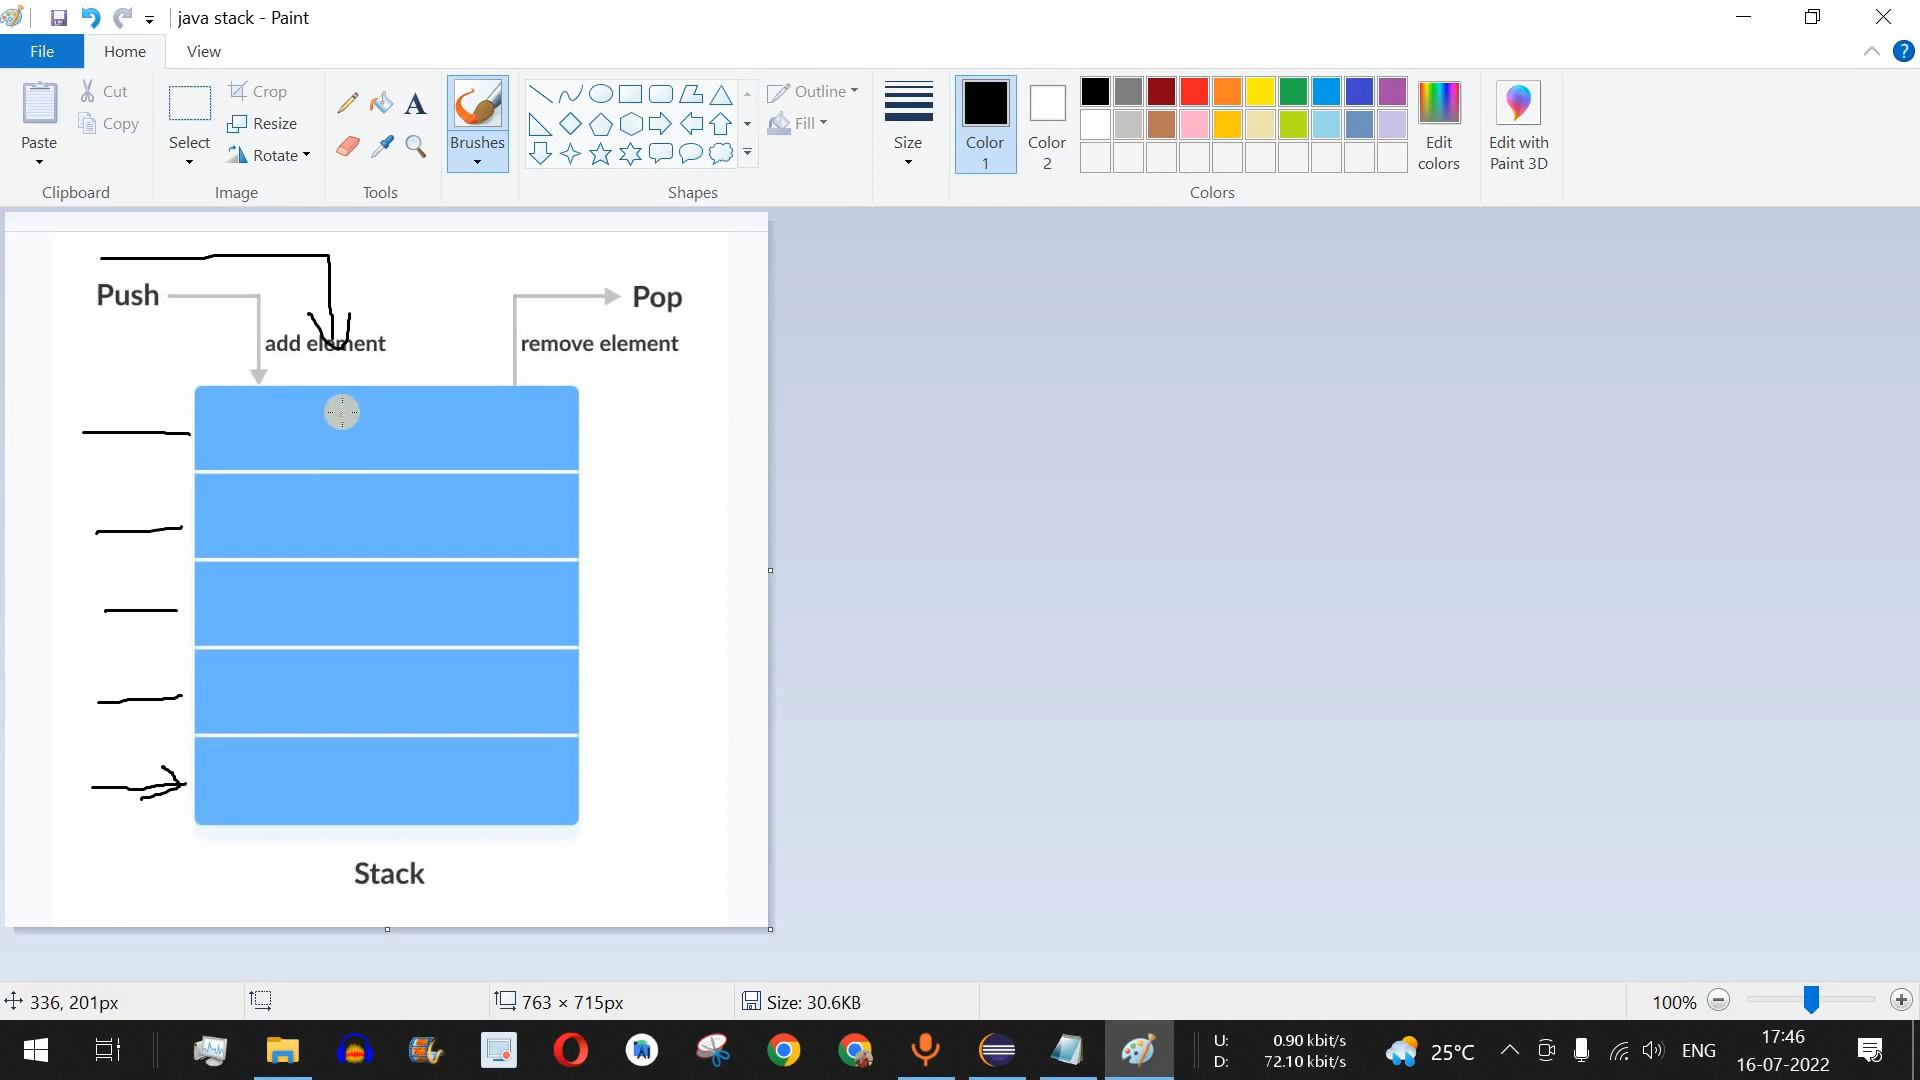 java stack - Paint
File Home View
Paste
Cut
Copy
Clipboard
Select
Crop
Resize
Rotate
Image
A
Tools
Brushes
Outline
Fill
Shapes
Size
Color 1
Color 2
Edit colors
Colors
Edit with Paint 3D
?
Push
Pop
add element
remove element
Stack
336, 201px
763 × 715px
Size: 30.6KB
100%
U: 0.90 kbit/s
D: 72.10 kbit/s
25°C
ENG
17:46
16-07-2022